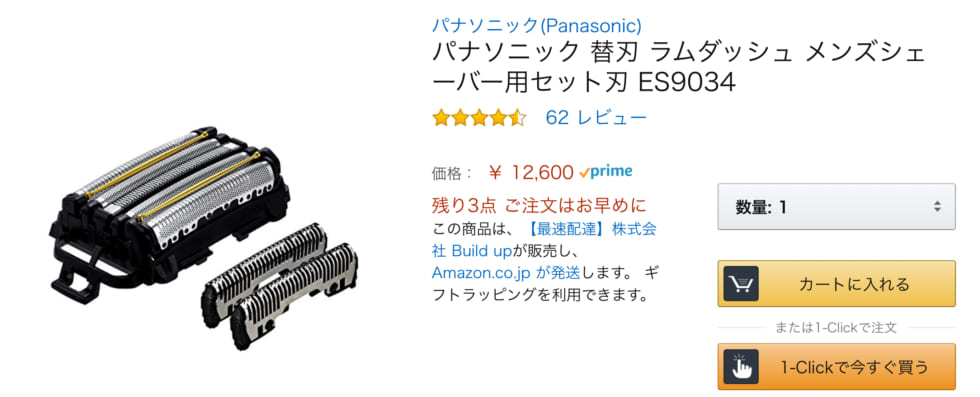 パナソニック(Panasonic)
パナソニック 替刃 ラムダッシュ メンズシェ
ーバー用セット刃 ES9034
62 レビュー
価格： ￥ 12,600 prime
残り3点 ご注文はお早めに
この商品は、【最速配達】株式会
社 Build upが販売し、
Amazon.co.jp が発送します。 ギ
フトラッピングを利用できます。
数量: 1
カートに入れる
または1-Clickで注文
1-Clickで今すぐ買う